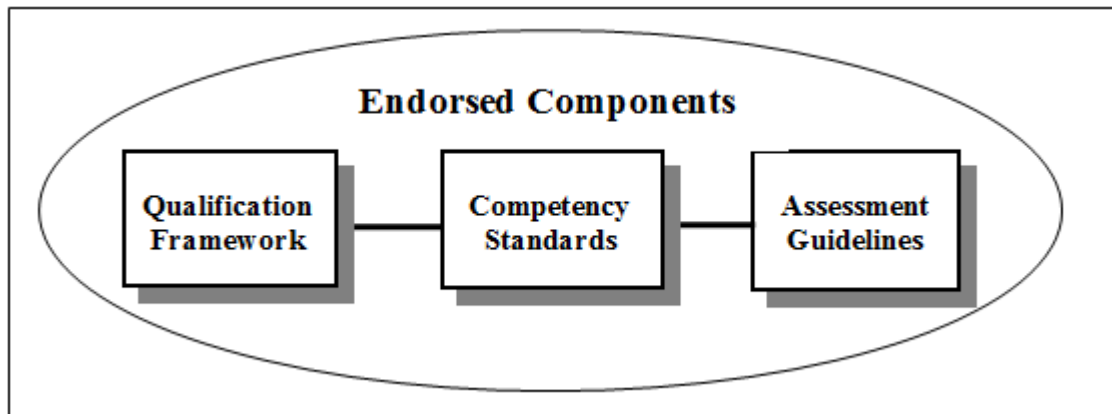 Endorsed Components
Qualification
Framework
Competency
Standards
Assessment
Guidelines